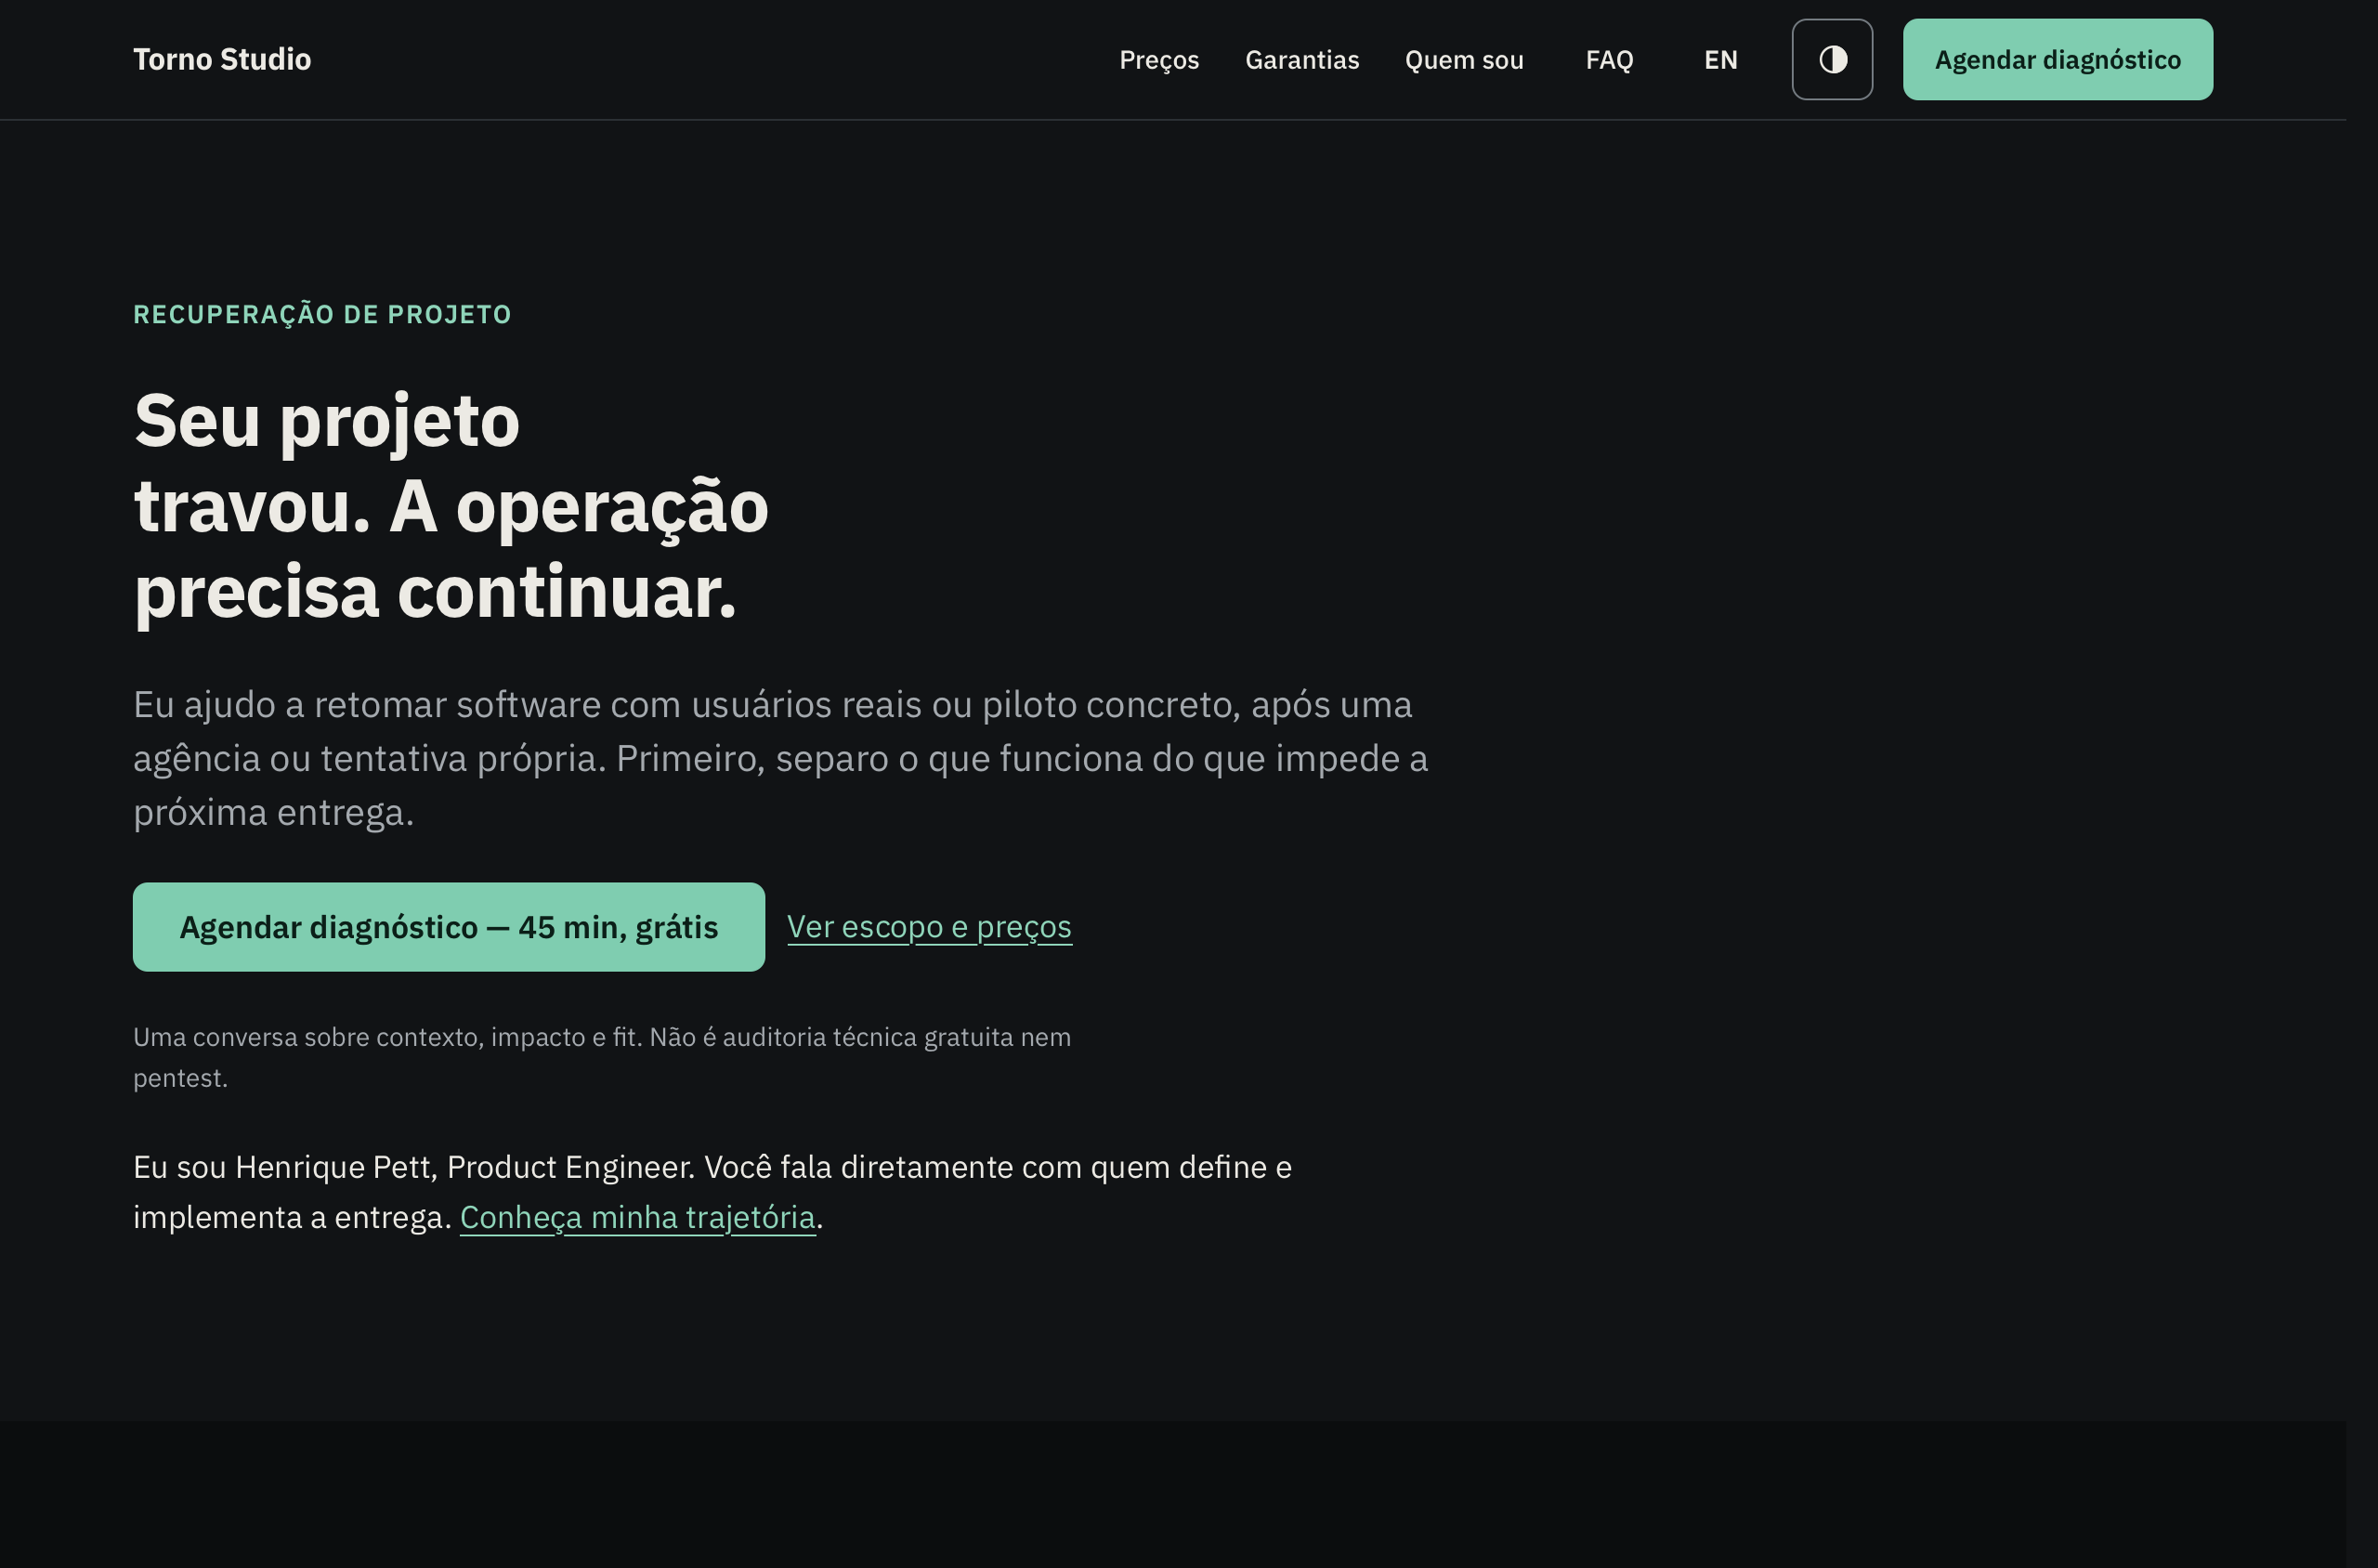 Torno Studio
Preços
Garantias
Quem sou
FAQ
EN
Agendar diagnóstico
RECUPERAÇÃO DE PROJETO
Seu projeto
travou. A operação
precisa continuar.
Eu ajudo a retomar software com usuários reais ou piloto concreto, após uma
agência ou tentativa própria. Primeiro, separo o que funciona do que impede a
próxima entrega.
Agendar diagnóstico — 45 min, grátis
Ver escopo e preços
Uma conversa sobre contexto, impacto e fit. Não é auditoria técnica gratuita nem
pentest.
Eu sou Henrique Pett, Product Engineer. Você fala diretamente com quem define e
implementa a entrega. Conheça minha trajetória.